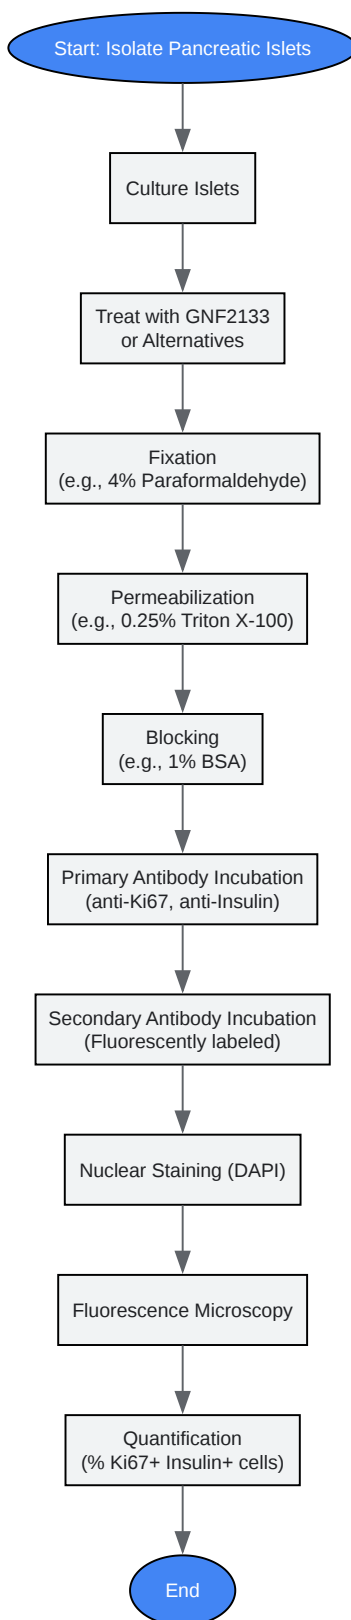 Start: Isolate Pancreatic Islets
Culture Islets
Treat with GNF2133
or Alternatives
Fixation
(e.g., 4% Paraformaldehyde)
Permeabilization
(e.g., 0.25% Triton X-100)
Blocking
(e.g., 1% BSA)
Primary Antibody Incubation
(anti-Ki67, anti-Insulin)
Secondary Antibody Incubation
(Fluorescently labeled)
Nuclear Staining (DAPI)
Fluorescence Microscopy
Quantification
(% Ki67+ Insulin+ cells)
End